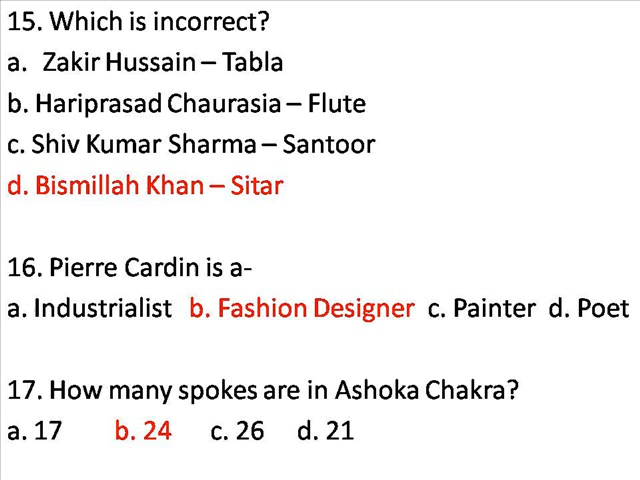 15. Which is incorrect?
a. Zakir Hussain – Tabla
b. Hariprasad Chaurasia – Flute
c. Shiv Kumar Sharma – Santoor
d. Bismillah Khan – Sitar
16. Pierre Cardin is a-
a. Industrialist b. Fashion Designer c. Painter d. Poet
17. How many spokes are in Ashoka Chakra?
a. 17 b. 24 c. 26 d. 21